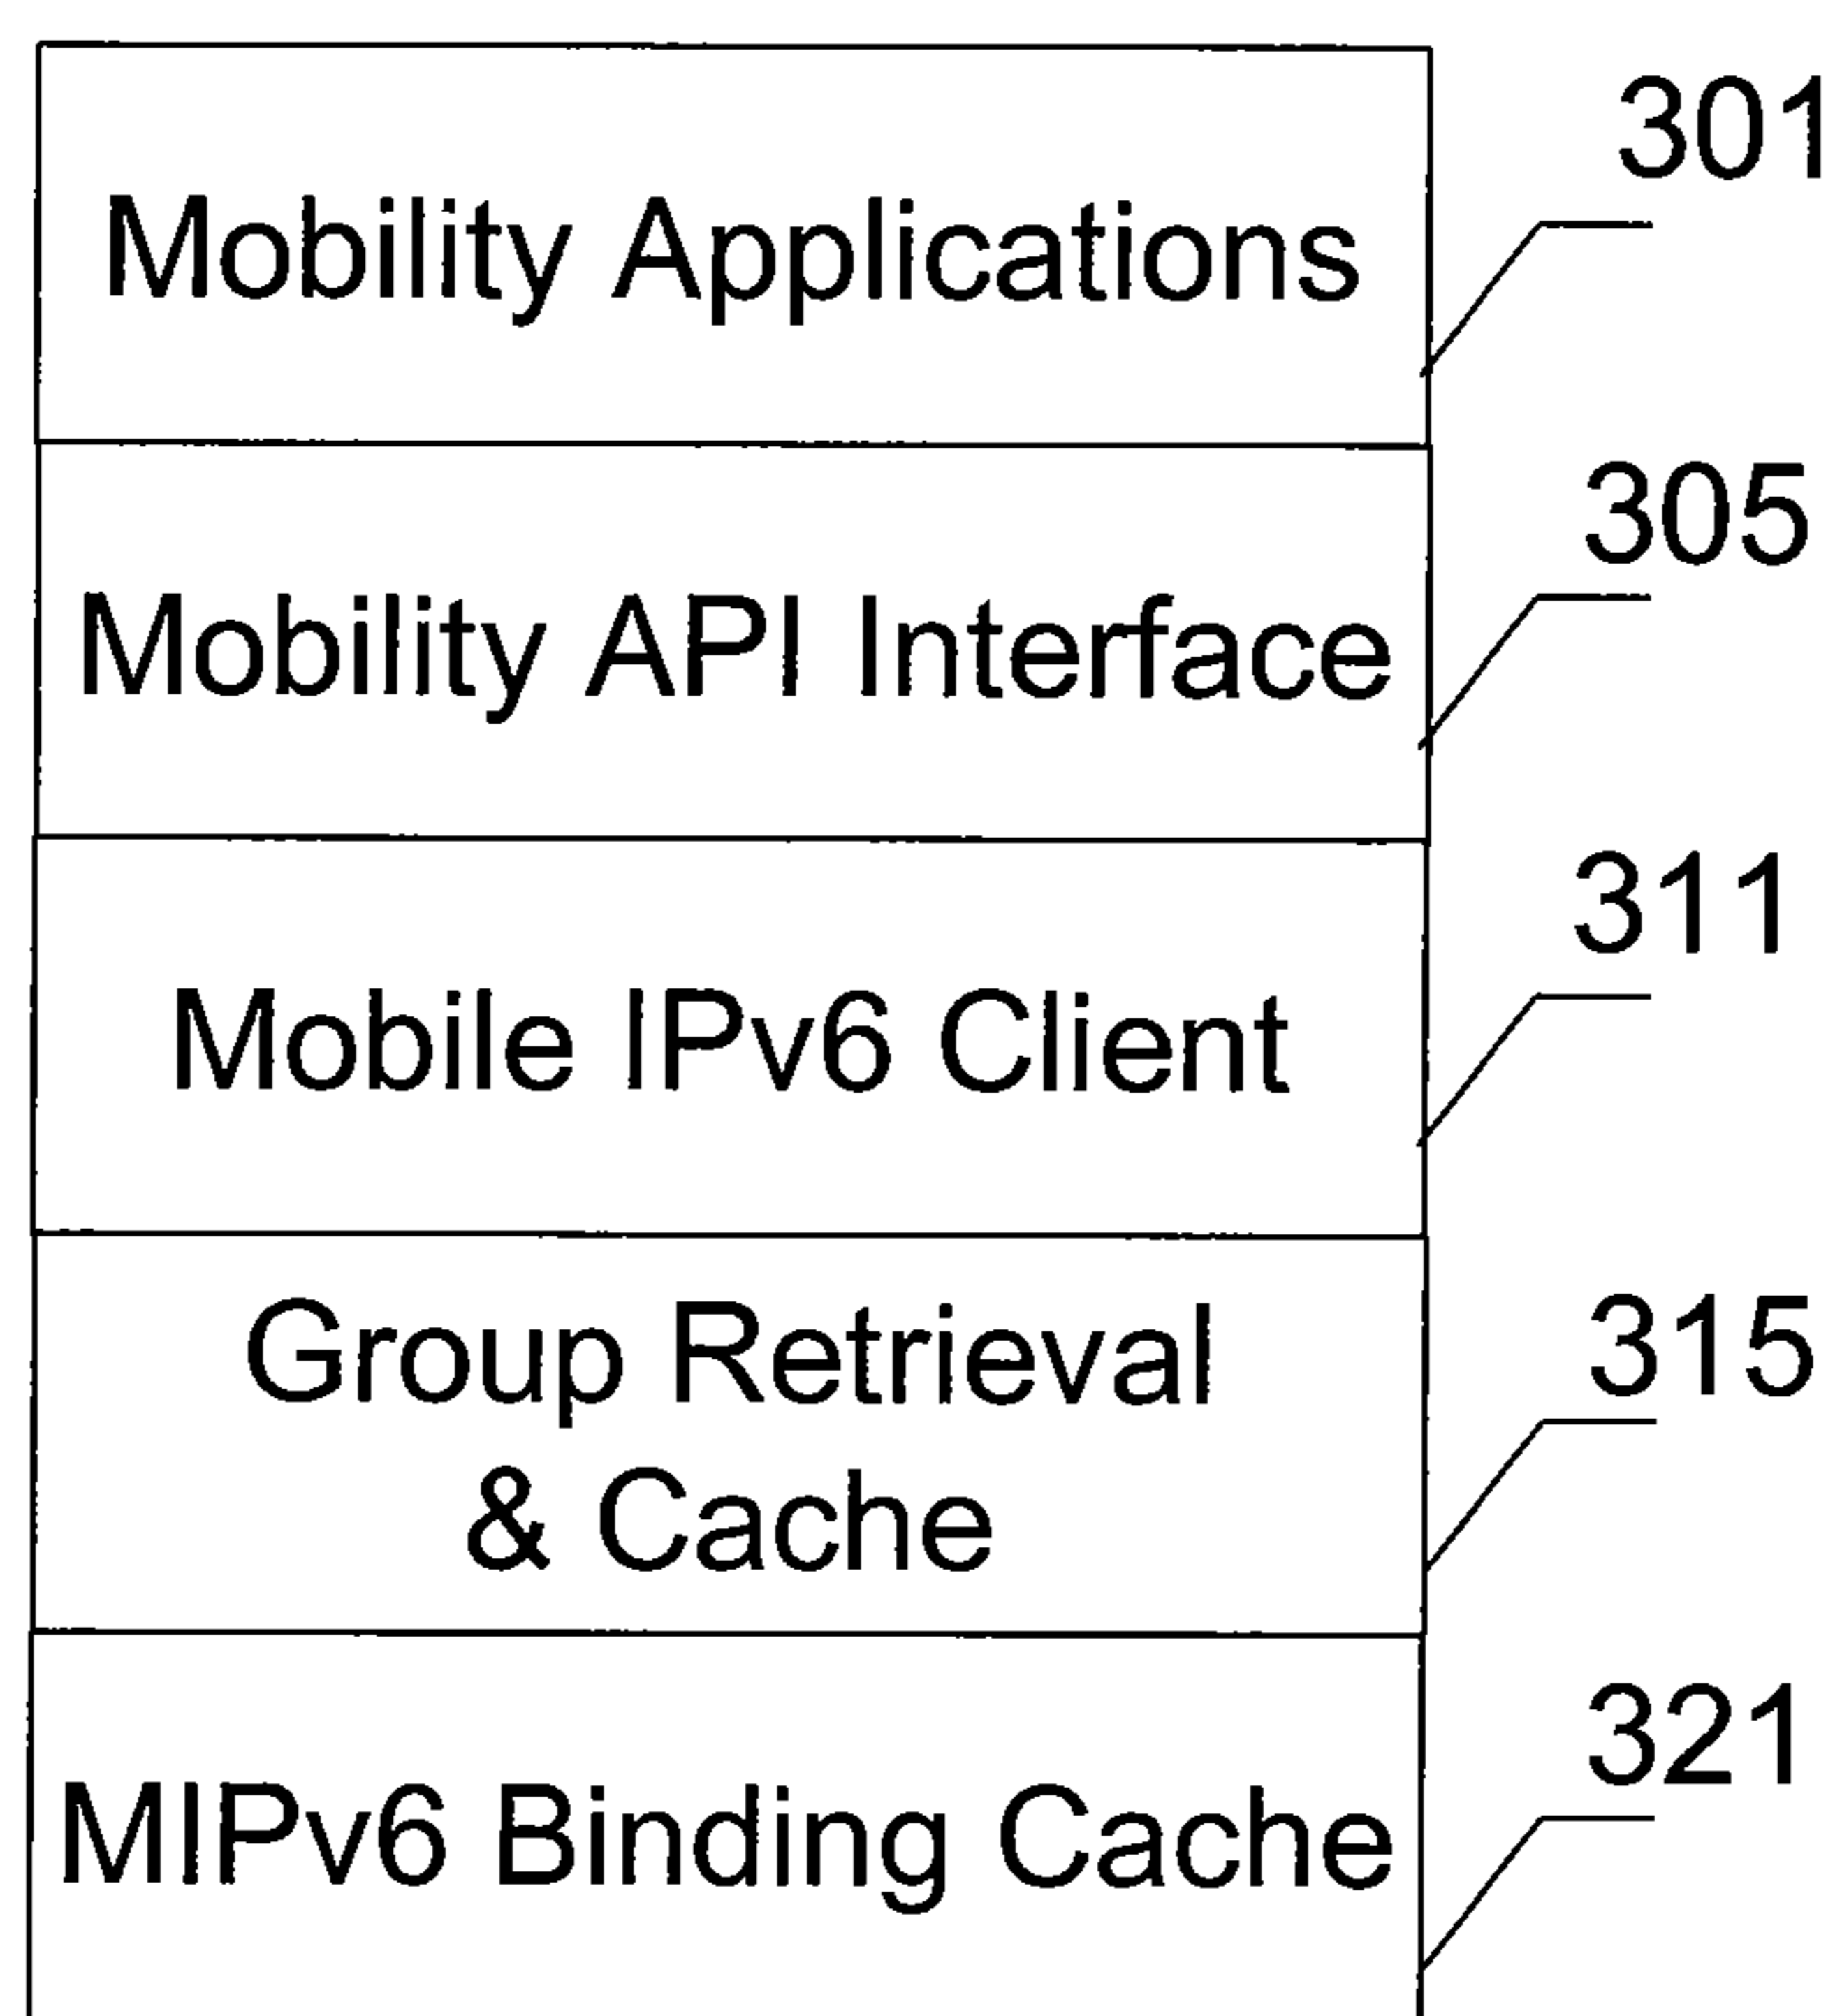 301
Mobility Applications
305
Mobility API Interface
311
Mobile IPv6 Client
315
Group Retrieval
& Cache
321
MIPv6 Binding Cache